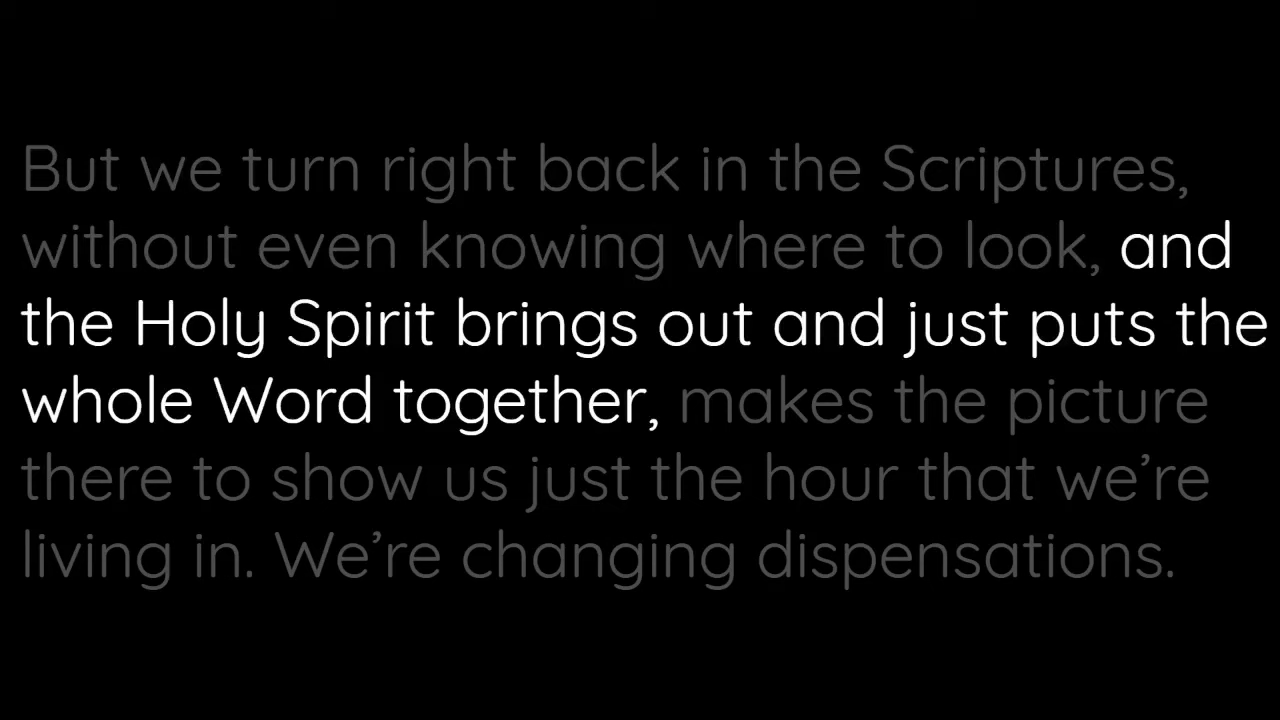 But we turn right back in the Scriptures,
without even knowing where to look, and
the Holy Spirit brings out and just puts the
whole Word together, makes the picture
there to show us just the hour that we’re
living in. We’re changing dispensations.